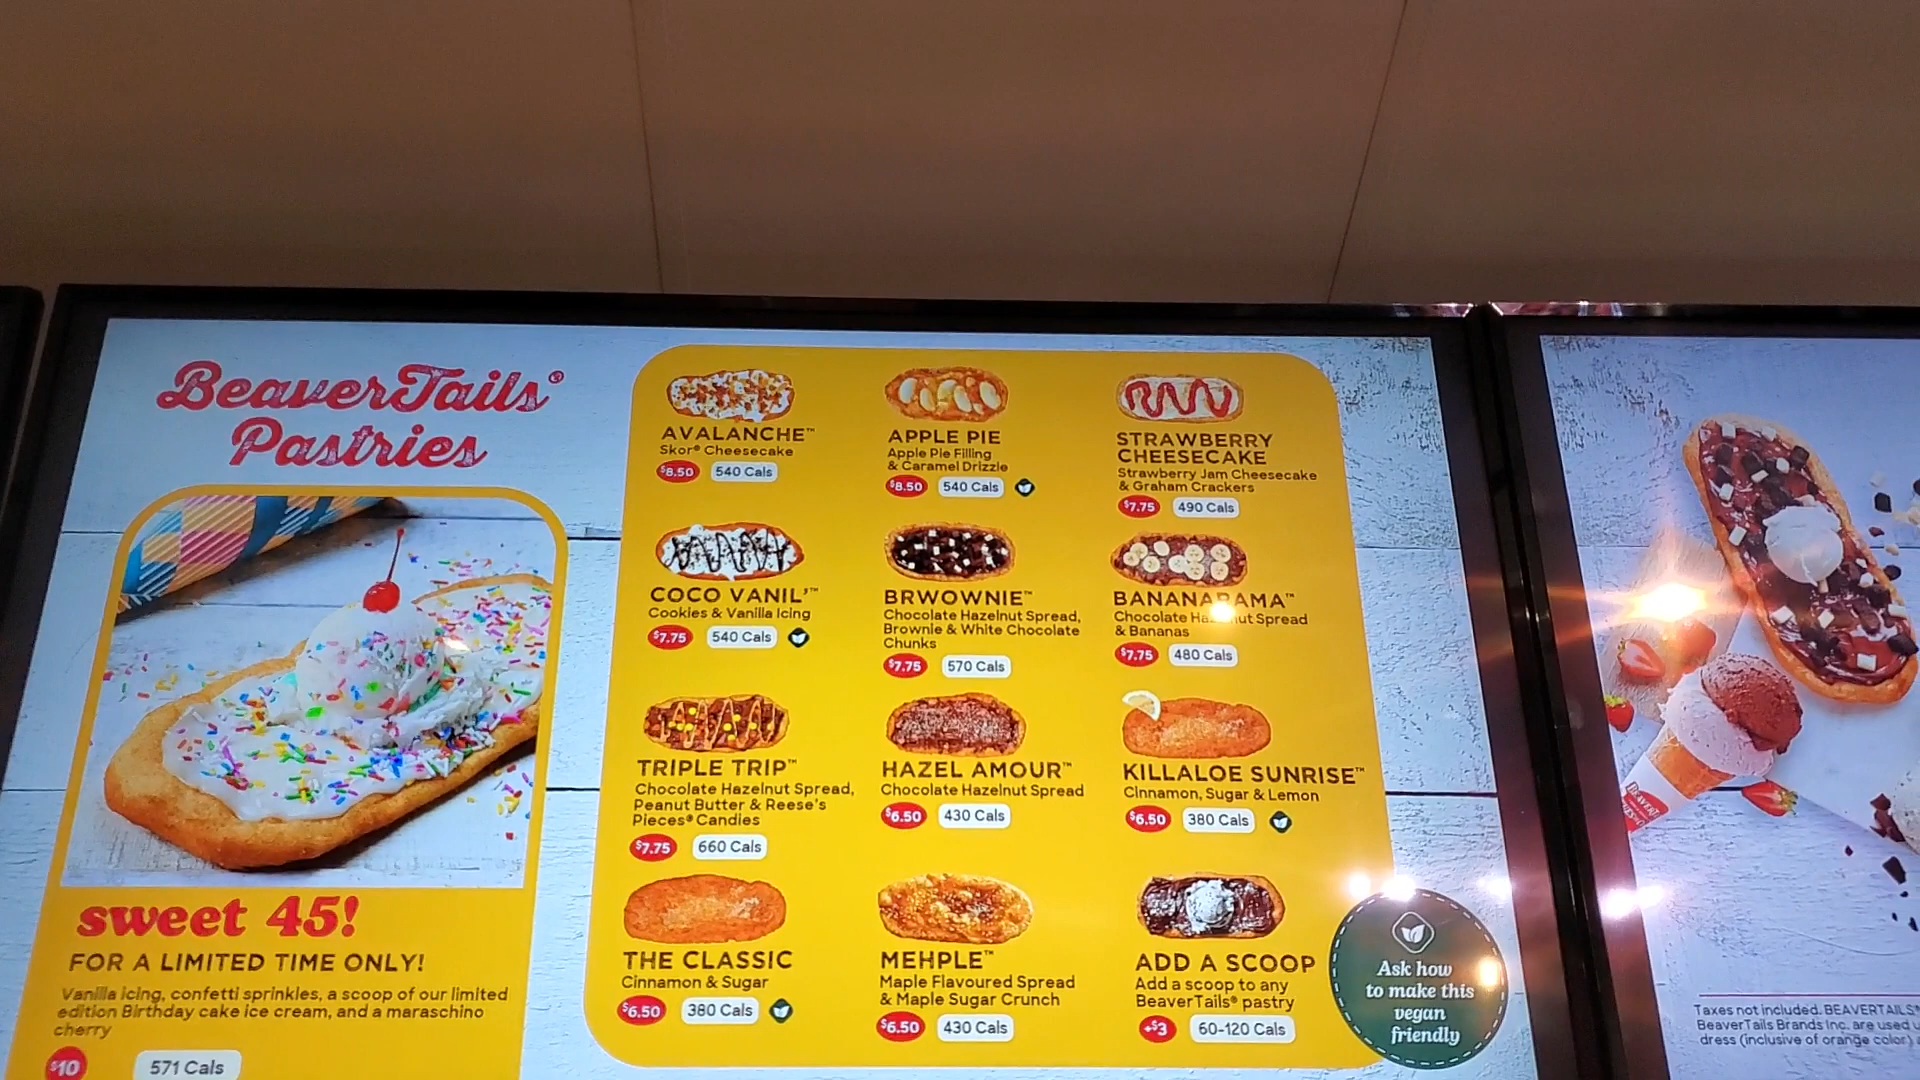 BeaverTails®
Pastries
sweet 45!
FOR A LIMITED TIME ONLY!
Vanilla icing, confetti sprinkles, a scoop of our limited
edition Birthday cake ice cream, and a maraschino
cherry
$10 571 Cals
AVALANCHE™
Skor® Cheesecake
$8.50 540 Cals
APPLE PIE
Apple Pie Filling
& Caramel Drizzle
$8.50 540 Cals
STRAWBERRY
CHEESECAKE
Strawberry Jam Cheesecake
& Graham Crackers
$7.75 490 Cals
COCO VANIL'™
Cookies & Vanilla Icing
$7.75 540 Cals
BRWOWNIE™
Chocolate Hazelnut Spread,
Brownie & White Chocolate
Chunks
$7.75 570 Cals
BANANARAMA™
Chocolate Hazelnut Spread
& Bananas
$7.75 480 Cals
TRIPLE TRIP™
Chocolate Hazelnut Spread,
Peanut Butter & Reese's
Pieces® Candies
$7.75 660 Cals
HAZEL AMOUR™
Chocolate Hazelnut Spread
$6.50 430 Cals
KILLALOE SUNRISE™
Cinnamon, Sugar & Lemon
$6.50 380 Cals
THE CLASSIC
Cinnamon & Sugar
$6.50 380 Cals
MEHPLE™
Maple Flavoured Spread
& Maple Sugar Crunch
$6.50 430 Cals
ADD A SCOOP
Add a scoop to any
BeaverTails® pastry
+$3 60-120 Cals
Ask how
to make this
vegan
friendly
Taxes not included. BEAVERTAILS®
BeaverTails Brands Inc. are used
dress (inclusive of orange color)